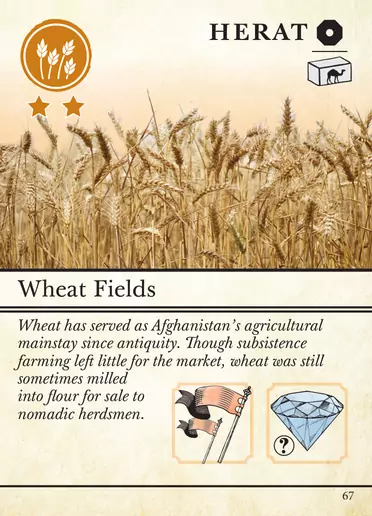 HERAT
Wheat Fields
Wheat has served as Afghanistan's agricultural
mainstay since antiquity. Though subsistence
farming left little for the market, wheat was still
sometimes milled
into flour for sale to
nomadic herdsmen.
?
67